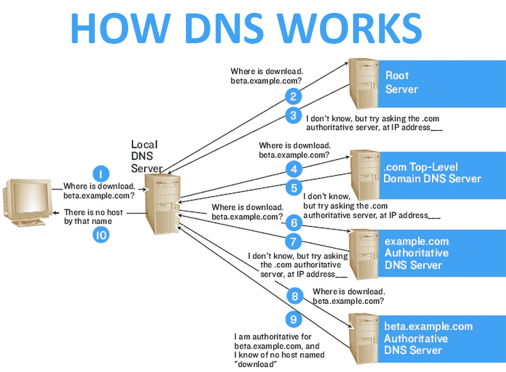 HOW DNS WORKS
Where is download.
beta.example.com?
2
Root
Server
3
I don't know, but try asking the .com
authoritative server, at IP address___
Local
DNS
Server
Where is download.
beta.example.com?
4
.com Top-Level
Domain DNS Server
5
I don't know,
but try asking the .com
authoritative server, at IP address___
1
Where is download.
beta.example.com?
There is no host
by that name
10
Where is download.
beta.example.com?
6
example.com
Authoritative
DNS Server
7
I don't know, but try asking
the .com authoritative
server, at IP address___
8
Where is download.
beta.example.com?
9
I am authoritative for
beta.example.com, and
I know of no host named
"download"
beta.example.com
Authoritative
DNS Server